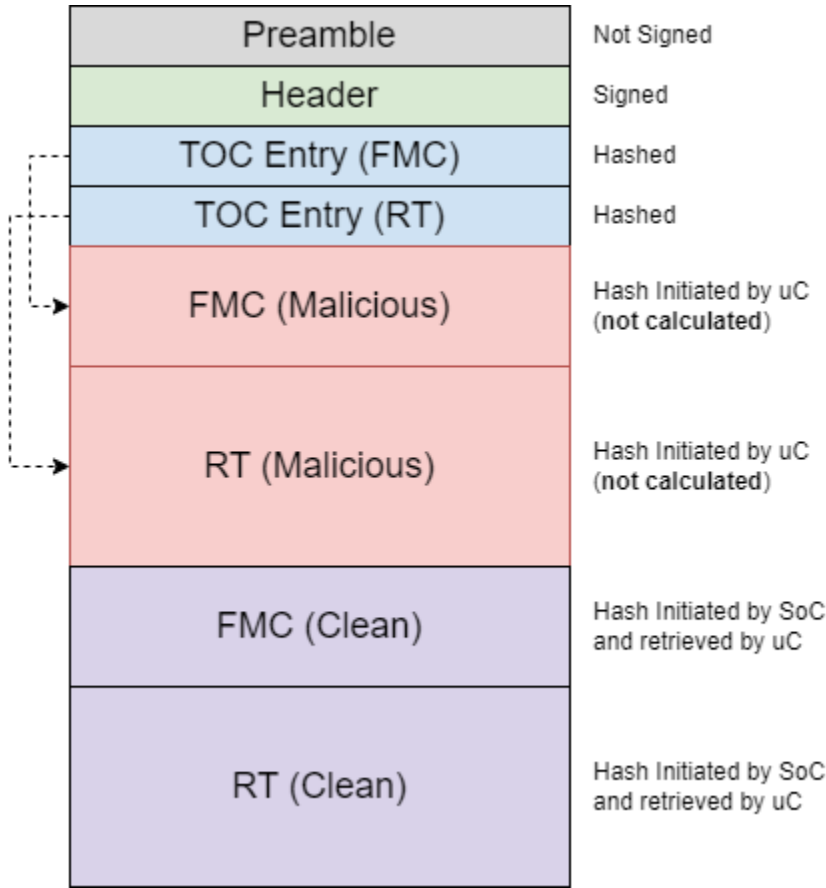 Preamble
Not Signed
Header
Signed
TOC Entry (FMC)
Hashed
TOC Entry (RT)
Hashed
FMC (Malicious)
Hash Initiated by uC
(not calculated)
RT (Malicious)
Hash Initiated by uC
(not calculated)
FMC (Clean)
Hash Initiated by SoC
and retrieved by uC
RT (Clean)
Hash Initiated by SoC
and retrieved by uC